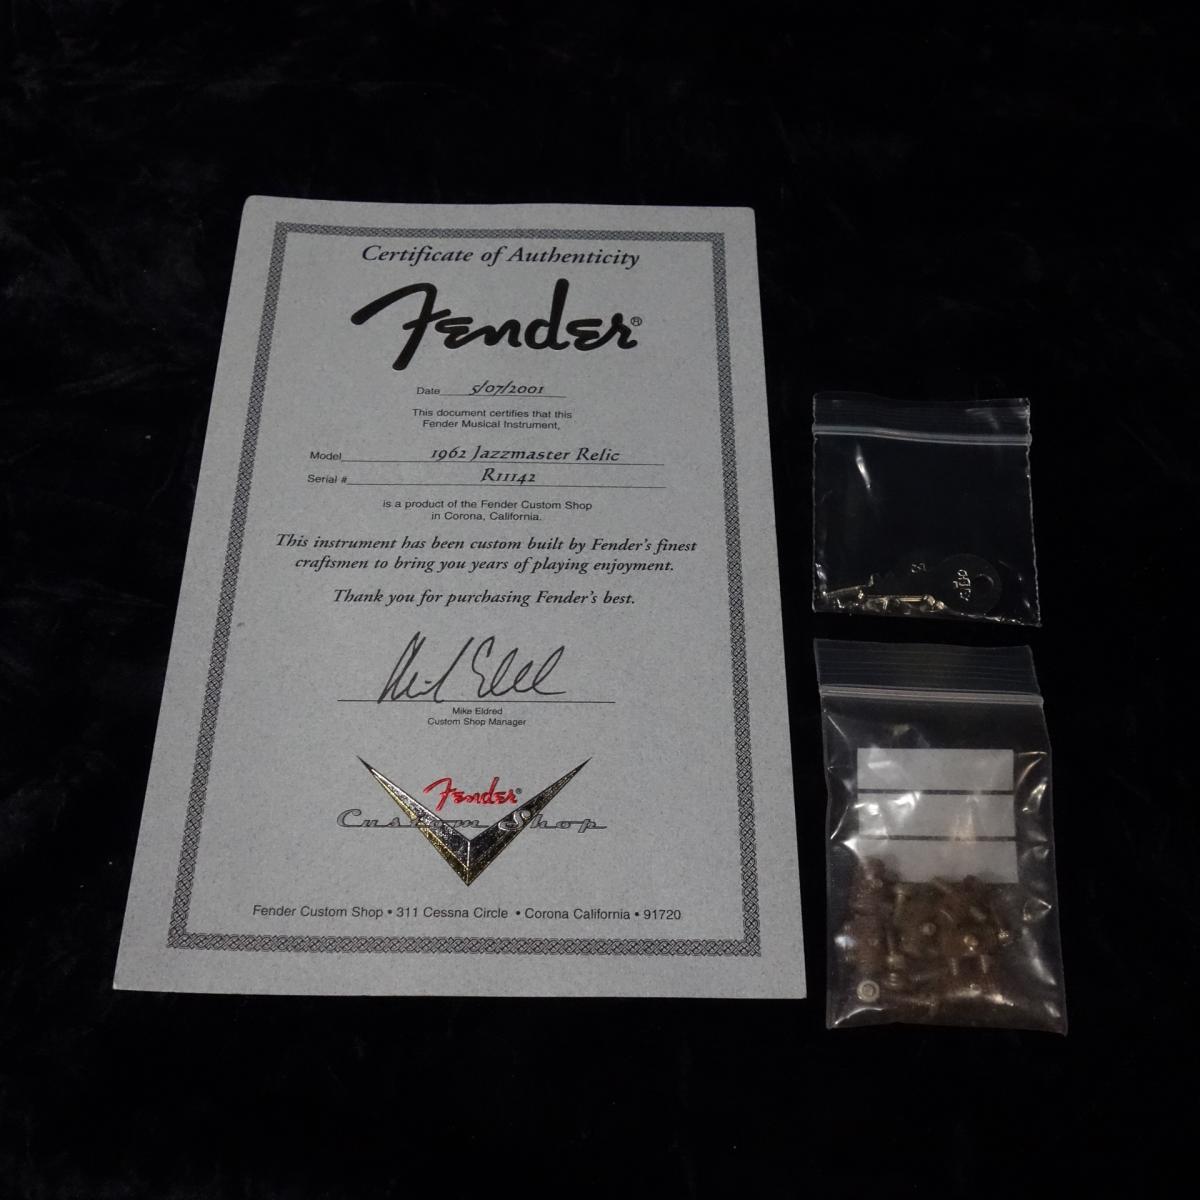 Certificate of Authenticity
Fender®
Date 5/07/2001
This document certifies that this
Fender Musical Instrument,
Model 1962 Jazzmaster Relic
Serial # R11142
is a product of the Fender Custom Shop
in Corona, California.
This instrument has been custom built by Fender's finest
craftsmen to bring you years of playing enjoyment.
Thank you for purchasing Fender's best.
Mike Eldred
Custom Shop Manager
Fender®
Custom Shop
Fender Custom Shop • 311 Cessna Circle • Corona California • 91720